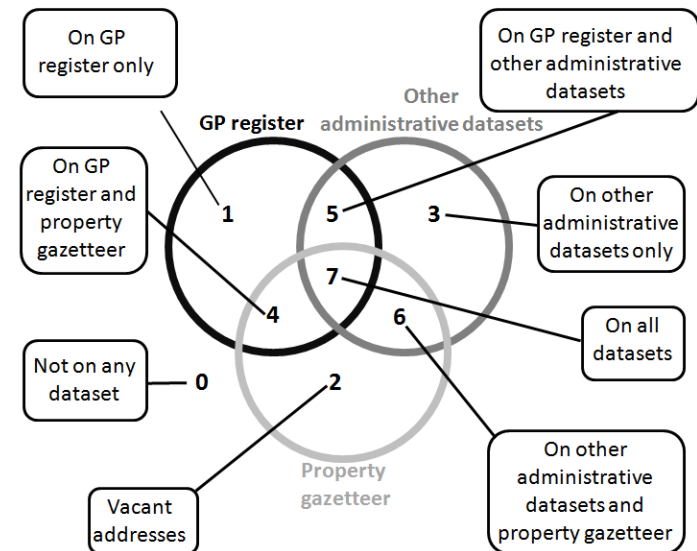 On GP
register only
On GP register and
other administrative
datasets
Other
administrative datasets
GP register
On GP
register and
property
gazetteer
1
5
3
On other
administrative
datasets only
7
4
6
On all
datasets
Not on any
dataset
0
2
Property
gazetteer
On other
administrative
datasets and
property gazetteer
Vacant
addresses